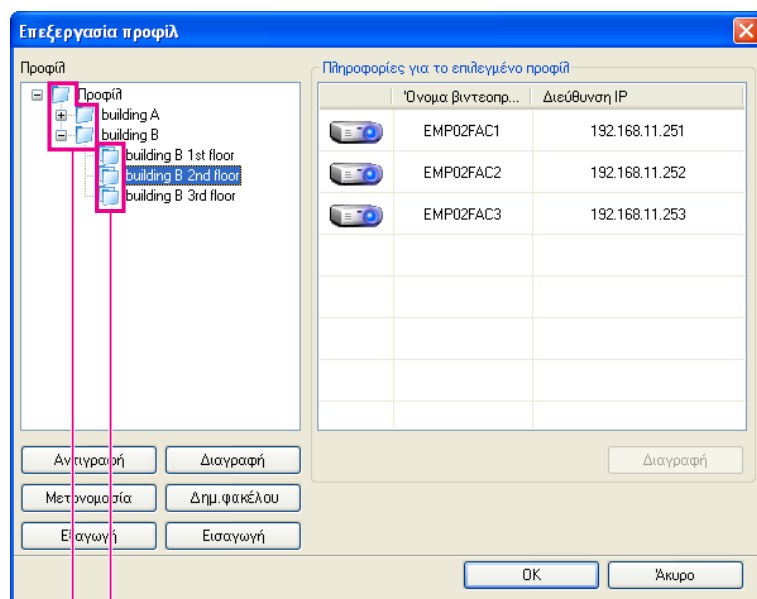 Επεξεργασία προφίλ
Προφίλ
Προφίλ
building A
building B
building B 1st floor
building B 2nd floor
building B 3rd floor
Πληροφορίες για το επιλεγμένο προφίλ
Όνομα βιντεοπρ... Διεύθυνση IP
EMP02FAC1 192.168.11.251
EMP02FAC2 192.168.11.252
EMP02FAC3 192.168.11.253
Αντιγραφή Διαγραφή
Μετονομασία Δημ.φακέλου
Εξαγωγή Εισαγωγή
Διαγραφή
OK Άκυρο